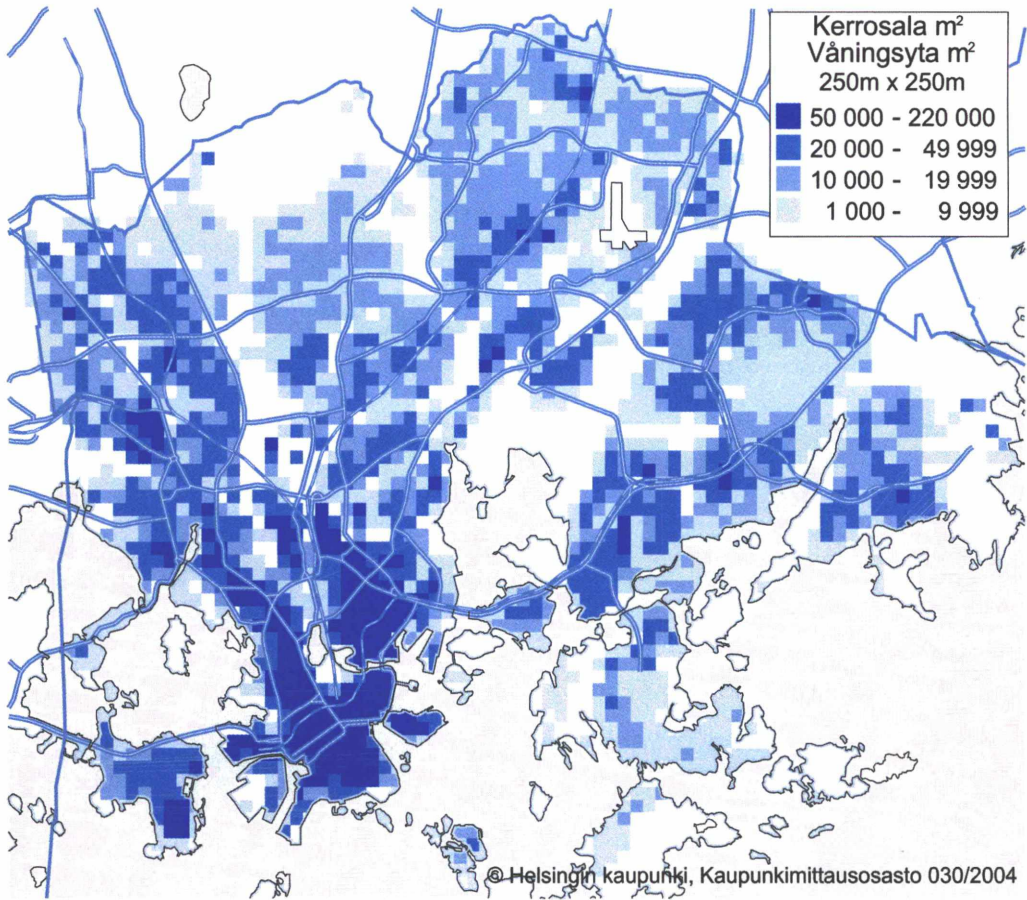 Kerrosala m²
Våningsyta m²
250m x 250m
50 000 - 220 000
20 000 - 49 999
10 000 - 19 999
1 000 - 9 999
© Helsingin kaupunki, Kaupunkimittausosasto 030/2004